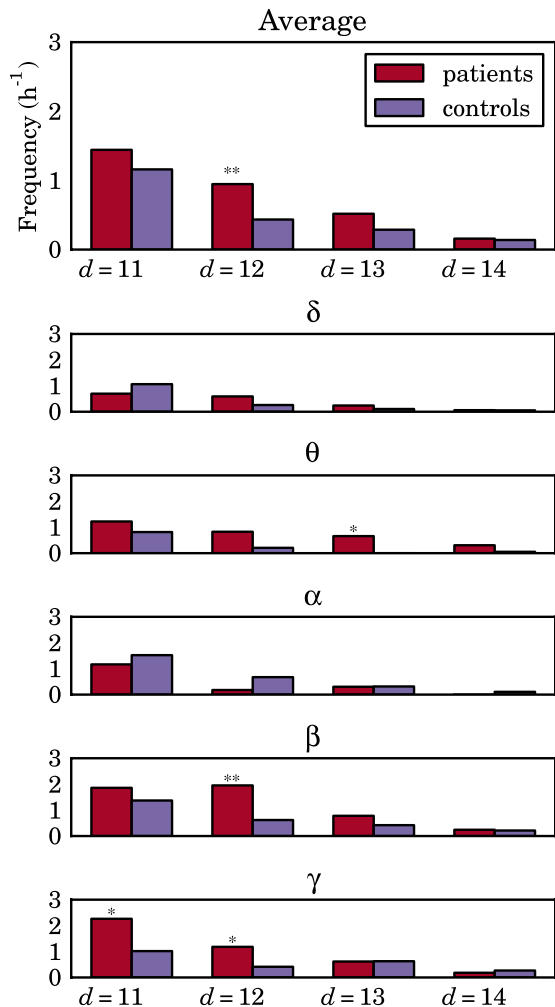 Average
3
2
1
0
Frequency (h⁻¹)
patients
controls
**
d = 11 d = 12 d = 13 d = 14
δ
3
2
1
0
θ
3
2
1
0
*
α
3
2
1
0
β
3
2
1
0
**
γ
3
2
1
0
* *
d = 11 d = 12 d = 13 d = 14